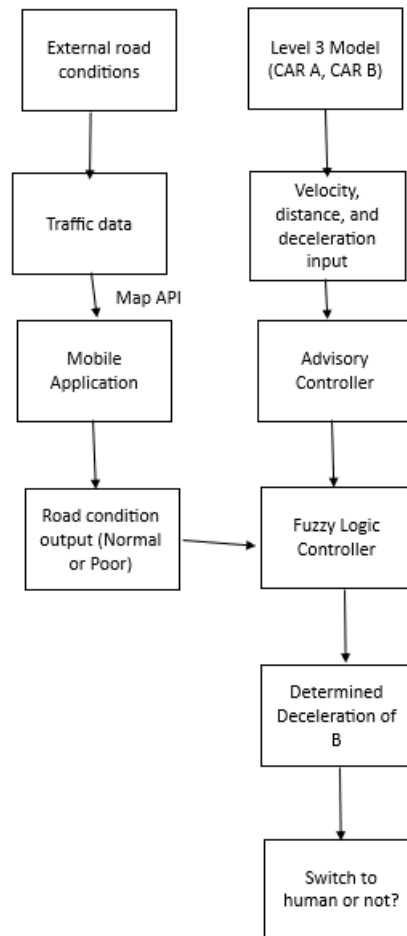 External road
conditions
Level 3 Model
(CAR A, CAR B)
Traffic data
Velocity,
distance, and
deceleration
input
Map API
Mobile
Application
Advisory
Controller
Road condition
output (Normal
or Poor)
Fuzzy Logic
Controller
Determined
Deceleration of
B
Switch to
human or not?